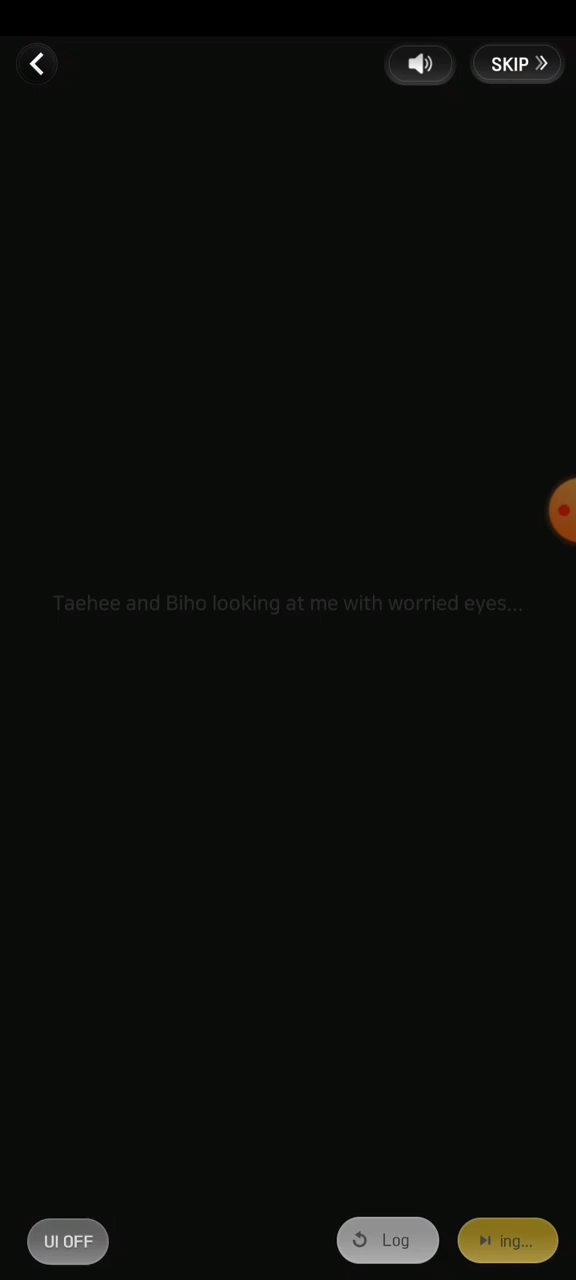 SKIP
Taehee and Biho looking at me with worried eyes...
UI OFF
Log
ing...